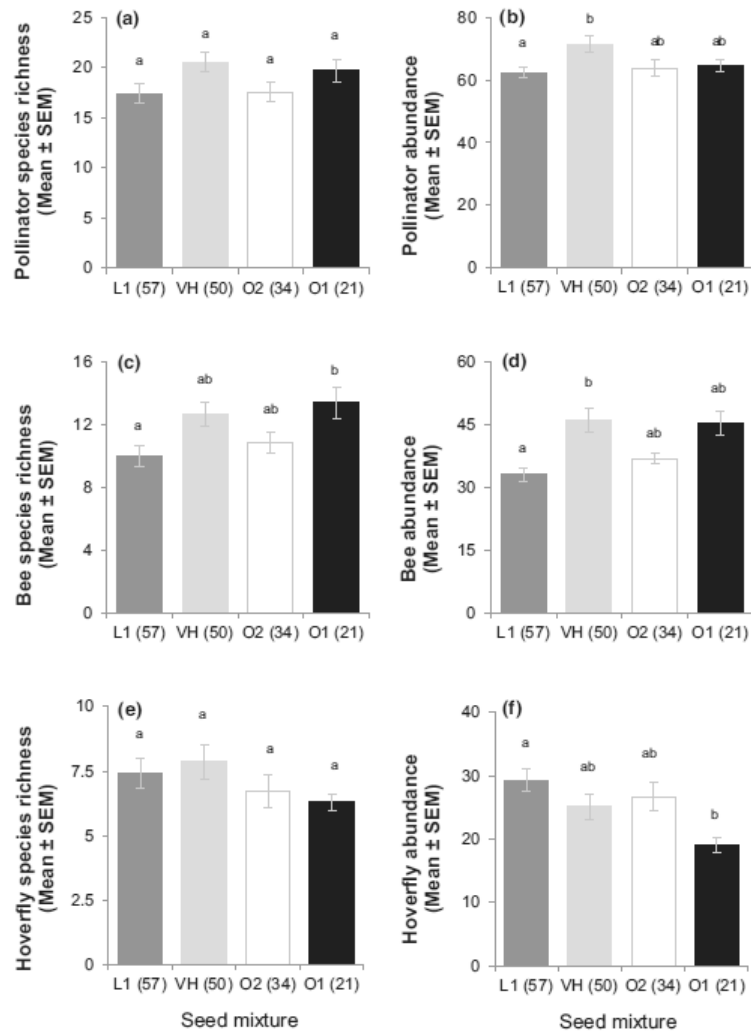 (a)
Pollinator species richness
(Mean ± SEM)
25
20
15
10
5
0
a
a
a
a
L1 (57) VH (50) O2 (34) O1 (21)
(b)
Pollinator abundance
(Mean ± SEM)
80
60
40
20
0
a
b
ab
ab
L1 (57) VH (50) O2 (34) O1 (21)
(c)
Bee species richness
(Mean ± SEM)
16
12
8
4
0
a
ab
ab
b
L1 (57) VH (50) O2 (34) O1 (21)
(d)
Bee abundance
(Mean ± SEM)
60
45
30
15
0
a
b
ab
ab
L1 (57) VH (50) O2 (34) O1 (21)
(e)
Hoverfly species richness
(Mean ± SEM)
10
7.5
5
2.5
0
a
a
a
a
L1 (57) VH (50) O2 (34) O1 (21)
Seed mixture
(f)
Hoverfly abundance
(Mean ± SEM)
40
30
20
10
0
a
ab
ab
b
L1 (57) VH (50) O2 (34) O1 (21)
Seed mixture